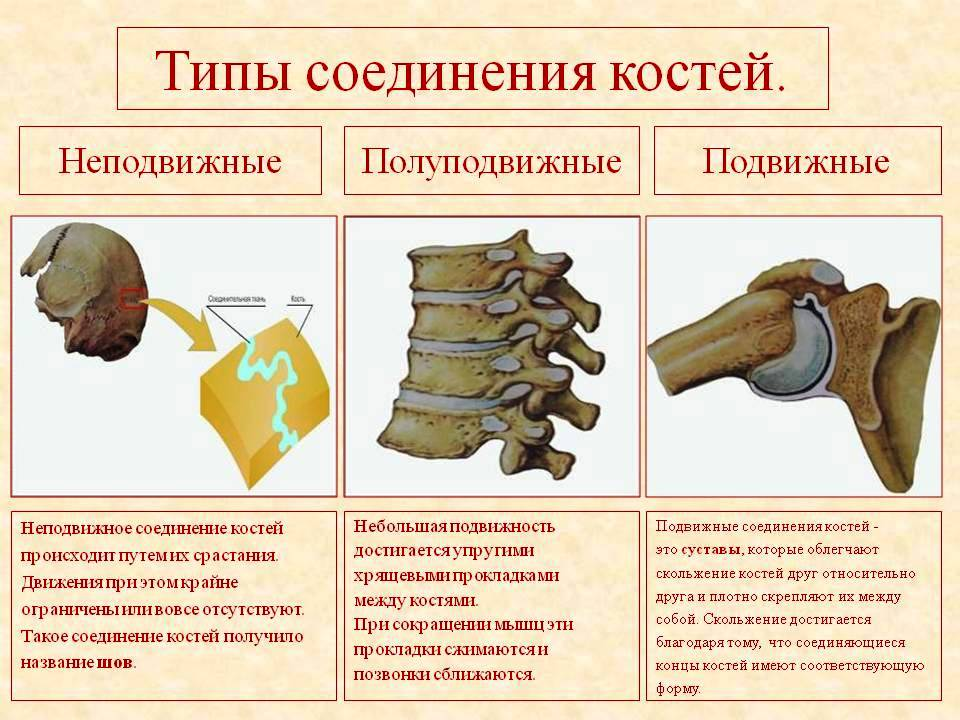 Типы соединения костей.
Неподвижные
Полуподвижные
Подвижные
Соединительная ткань
Кость
Неподвижное соединение костей
происходит путем их срастания.
Движения при этом крайне
ограничены или вовсе отсутствуют.
Такое соединение костей получило
название шов.
Небольшая подвижность
достигается упругими
хрящевыми прокладками
между костями.
При сокращении мышц эти
прокладки сжимаются и
позвонки сближаются.
Подвижные соединения костей -
это суставы, которые облегчают
скольжение костей друг относительно
друга и плотно скрепляют их между
собой. Скольжение достигается
благодаря тому, что соединяющиеся
концы костей имеют соответствующую
форму.